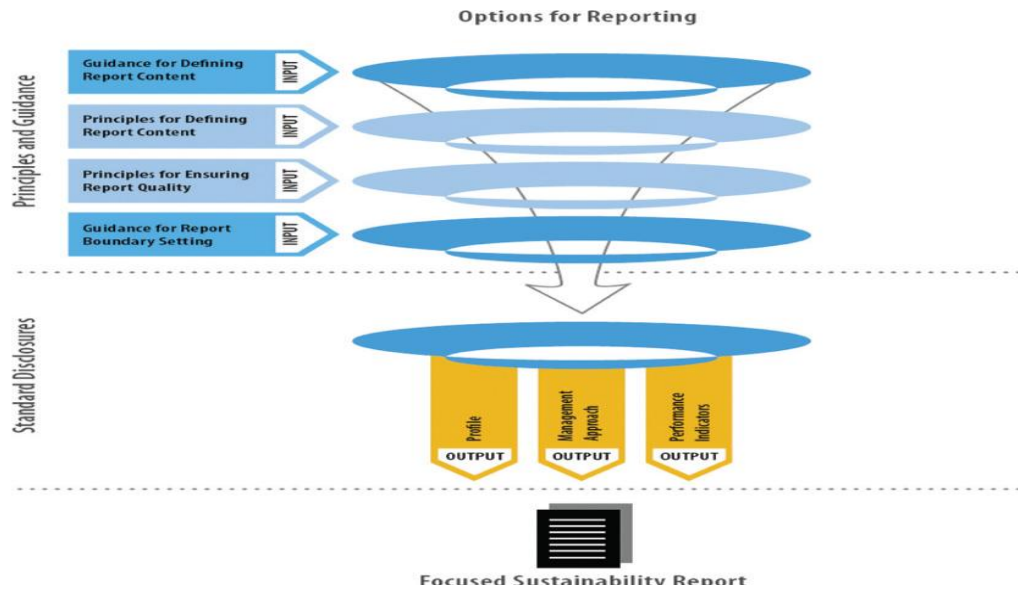 Options for Reporting
Principles and Guidance
Guidance for Defining
Report Content
INPUT
Principles for Defining
Report Content
INPUT
Principles for Ensuring
Report Quality
INPUT
Guidance for Report
Boundary Setting
INPUT
Standard Disclosures
Profile
OUTPUT
Management
Approach
OUTPUT
Performance
Indicators
OUTPUT
Focused Sustainability Report